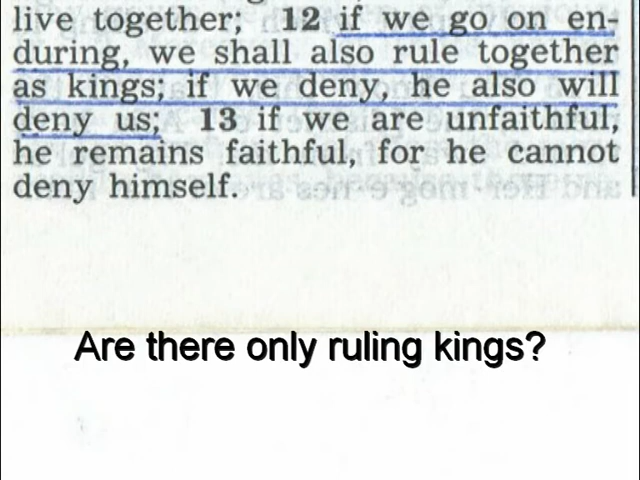 live together; 12 if we go on en-
during, we shall also rule together
as kings; if we deny, he also will
deny us; 13 if we are unfaithful,
he remains faithful, for he cannot
deny himself.
Are there only ruling kings?